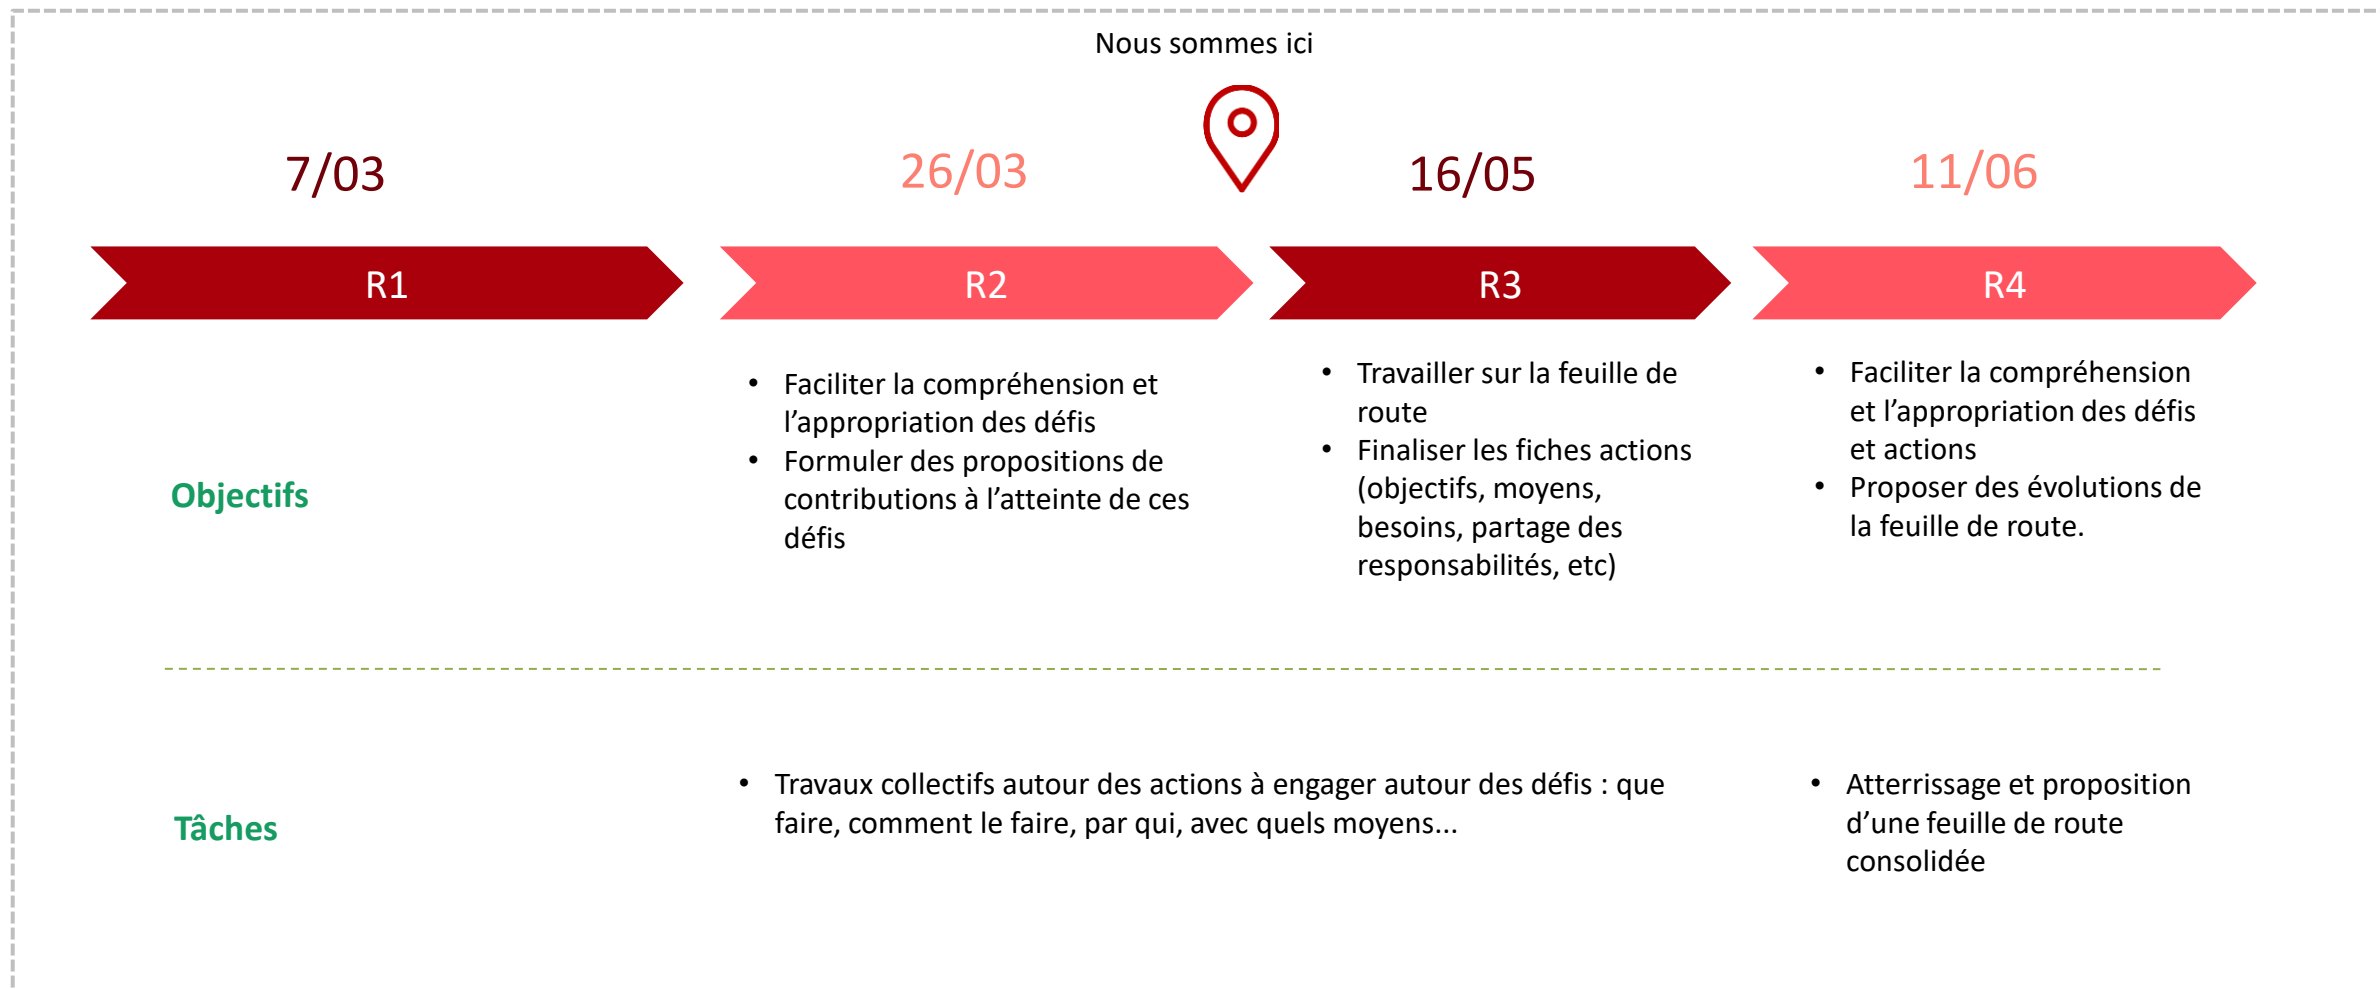 Nous sommes ici
7/03
26/03
16/05
11/06
R1
R2
R3
R4
Objectifs
• Faciliter la compréhension et
l’appropriation des défis
• Formuler des propositions de
contributions à l’atteinte de ces
défis
• Travailler sur la feuille de
route
• Finaliser les fiches actions
(objectifs, moyens,
besoins, partage des
responsabilités, etc)
• Faciliter la compréhension
et l’appropriation des défis
et actions
• Proposer des évolutions de
la feuille de route.
Tâches
• Travaux collectifs autour des actions à engager autour des défis : que
faire, comment le faire, par qui, avec quels moyens...
• Atterrissage et proposition
d’une feuille de route
consolidée